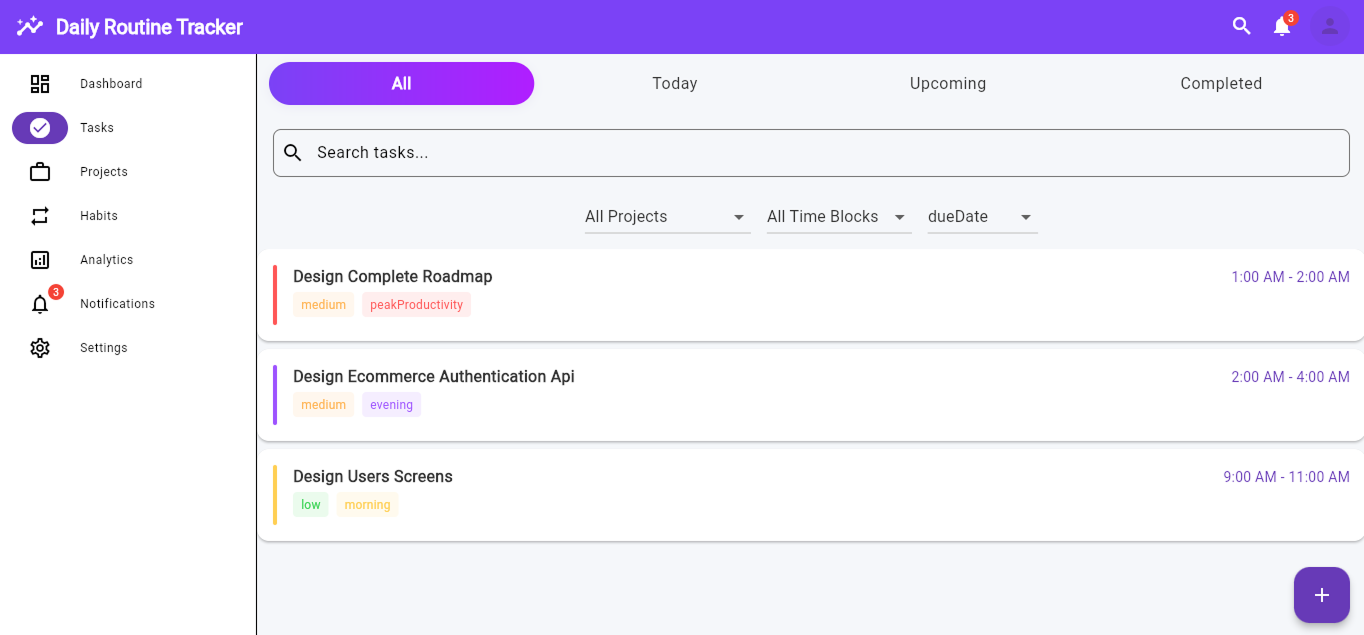 Daily Routine Tracker
3
Dashboard
Tasks
Projects
Habits
Analytics
3
Notifications
Settings
All Today Upcoming Completed
Search tasks...
All Projects All Time Blocks dueDate
Design Complete Roadmap 1:00 AM - 2:00 AM
medium peakProductivity
Design Ecommerce Authentication Api 2:00 AM - 4:00 AM
medium evening
Design Users Screens 9:00 AM - 11:00 AM
low morning